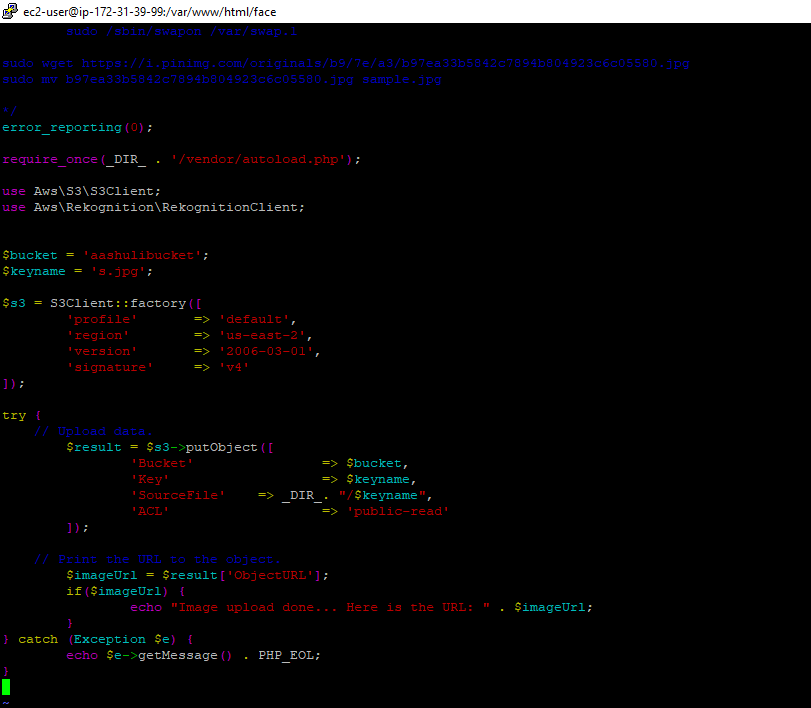 ec2-user@ip-172-31-39-99:/var/www/html/face
sudo /sbin/swapon /var/swap.1
sudo wget https://i.pinimg.com/originals/b9/7e/a3/b97ea33b5842c7894b804923c6c05580.jpg
sudo mv b97ea33b5842c7894b804923c6c05580.jpg sample.jpg
*/
error_reporting(0);
require_once(_DIR_ . '/vendor/autoload.php');
use Aws\S3\S3Client;
use Aws\Rekognition\RekognitionClient;
$bucket = 'aashulibucket';
$keyname = 's.jpg';
$s3 = S3Client::factory([
'profile' => 'default',
'region' => 'us-east-2',
'version' => '2006-03-01',
'signature' => 'v4'
]);
try {
// Upload data.
$result = $s3->putObject([
'Bucket' => $bucket,
'Key' => $keyname,
'SourceFile' => _DIR_. "/$keyname",
'ACL' => 'public-read'
]);
// Print the URL to the object.
$imageUrl = $result['ObjectURL'];
if($imageUrl) {
echo "Image upload done... Here is the URL: " . $imageUrl;
}
} catch (Exception $e) {
echo $e->getMessage() . PHP_EOL;
}
~